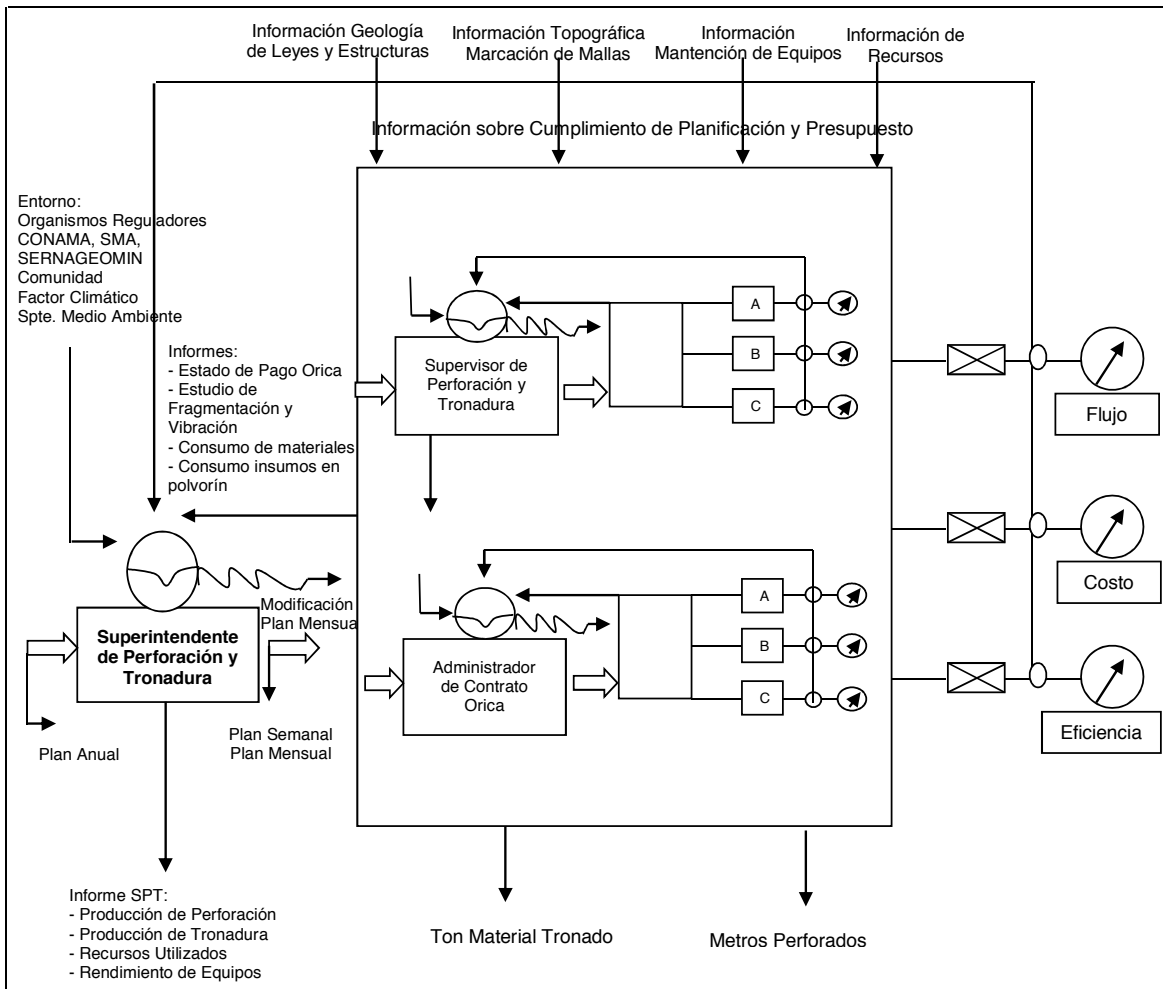 Información Geología
de Leyes y Estructuras
Información Topográfica
Marcación de Mallas
Información
Mantención de Equipos
Información de
Recursos
Información sobre Cumplimiento de Planificación y Presupuesto
Entorno:
Organismos Reguladores
CONAMA, SMA,
SERNAGEOMIN
Comunidad
Factor Climático
Spte. Medio Ambiente
Informes:
- Estado de Pago Orica
- Estudio de
Fragmentación y
Vibración
- Consumo de materiales
- Consumo insumos en
polvorín
Supervisor de
Perforación y
Tronadura
A
B
C
Flujo
Costo
Eficiencia
Modificación
Plan Mensua
Superintendente
de Perforación y
Tronadura
Plan Anual
Plan Semanal
Plan Mensual
Administrador
de Contrato
Orica
A
B
C
Informe SPT:
- Producción de Perforación
- Producción de Tronadura
- Recursos Utilizados
- Rendimiento de Equipos
Ton Material Tronado
Metros Perforados